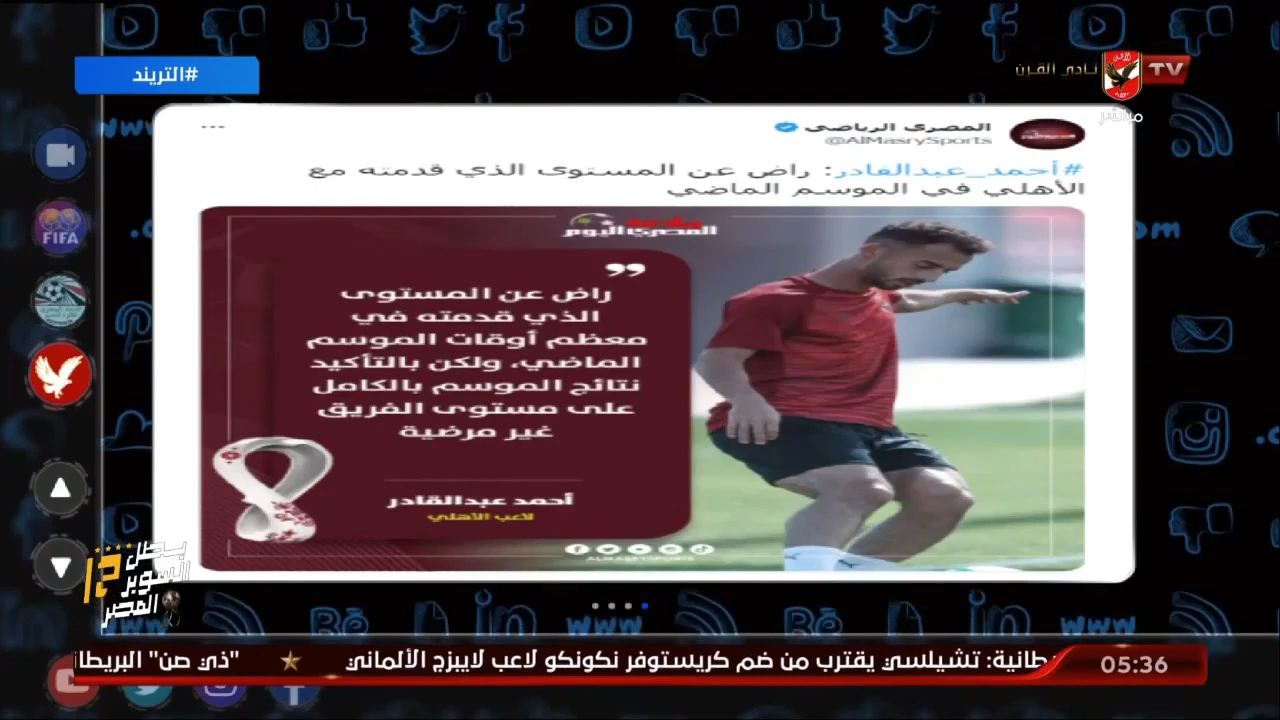 #التريند
نادي القرن
TV
مباشر
المصري الرياضي
@AlMasrySports
#أحمد_عبدالقادر: راض عن المستوى الذي قدمته مع
الأهلي في الموسم الماضي
المصري اليوم
راض عن المستوى
الذي قدمته في
معظم أوقات الموسم
الماضي، ولكن بالتأكيد
نتائج الموسم بالكامل
على مستوى الفريق
غير مرضية
أحمد عبدالقادر
لاعب الأهلي
ALMASRYSPORTS
FIFA
بطل
السوبر
المصري
12
طانية: تشيلسي يقترب من ضم كريستوفر نكونكو لاعب لايبزج الألماني
"ذي صن" البريطا
05:36